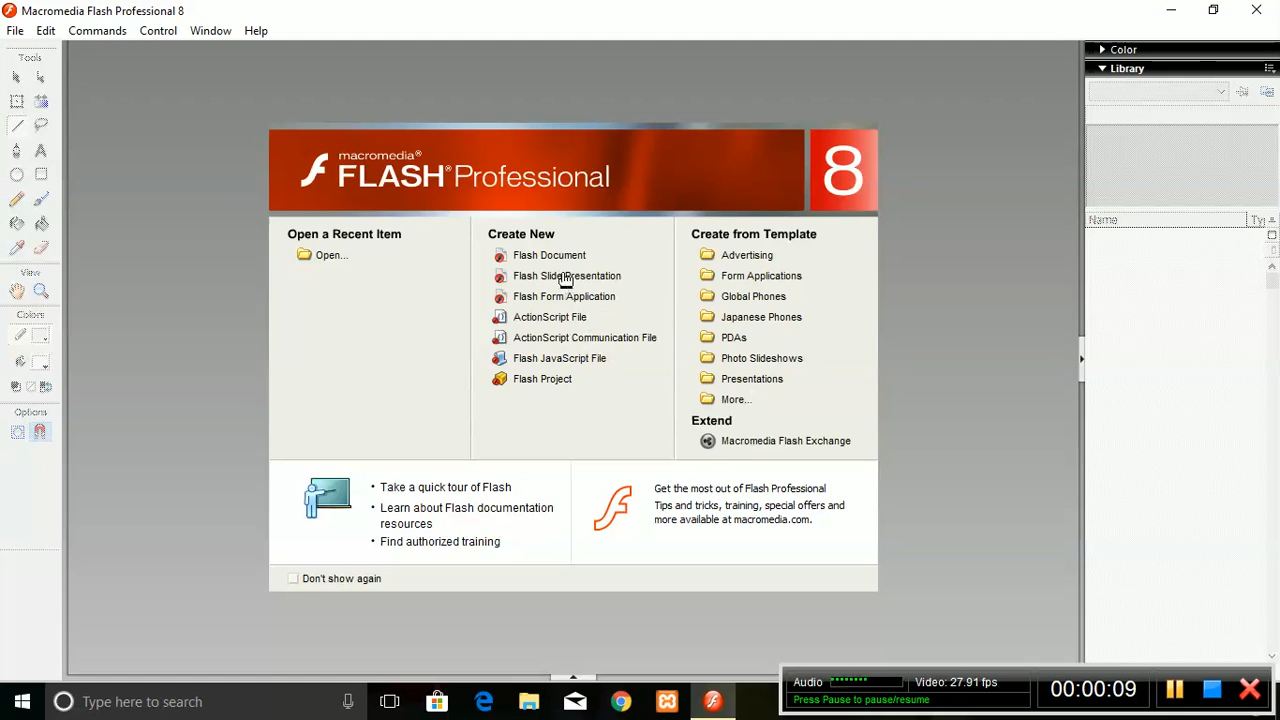 Macromedia Flash Professional 8
File Edit Commands Control Window Help
Tools
View
Colors
Options
Color
Library
Name
macromedia®
FLASH® Professional
8
Open a Recent Item
Open...
Create New
Flash Document
Flash Slide Presentation
Flash Form Application
ActionScript File
ActionScript Communication File
Flash JavaScript File
Flash Project
Create from Template
Advertising
Form Applications
Global Phones
Japanese Phones
PDAs
Photo Slideshows
Presentations
More...
Extend
Macromedia Flash Exchange
• Take a quick tour of Flash
• Learn about Flash documentation
resources
• Find authorized training
Get the most out of Flash Professional
Tips and tricks, training, special offers and
more available at macromedia.com.
Don't show again
Audio
Video: 27.91 fps
Press Pause to pause/resume
00:00:09
Type here to search